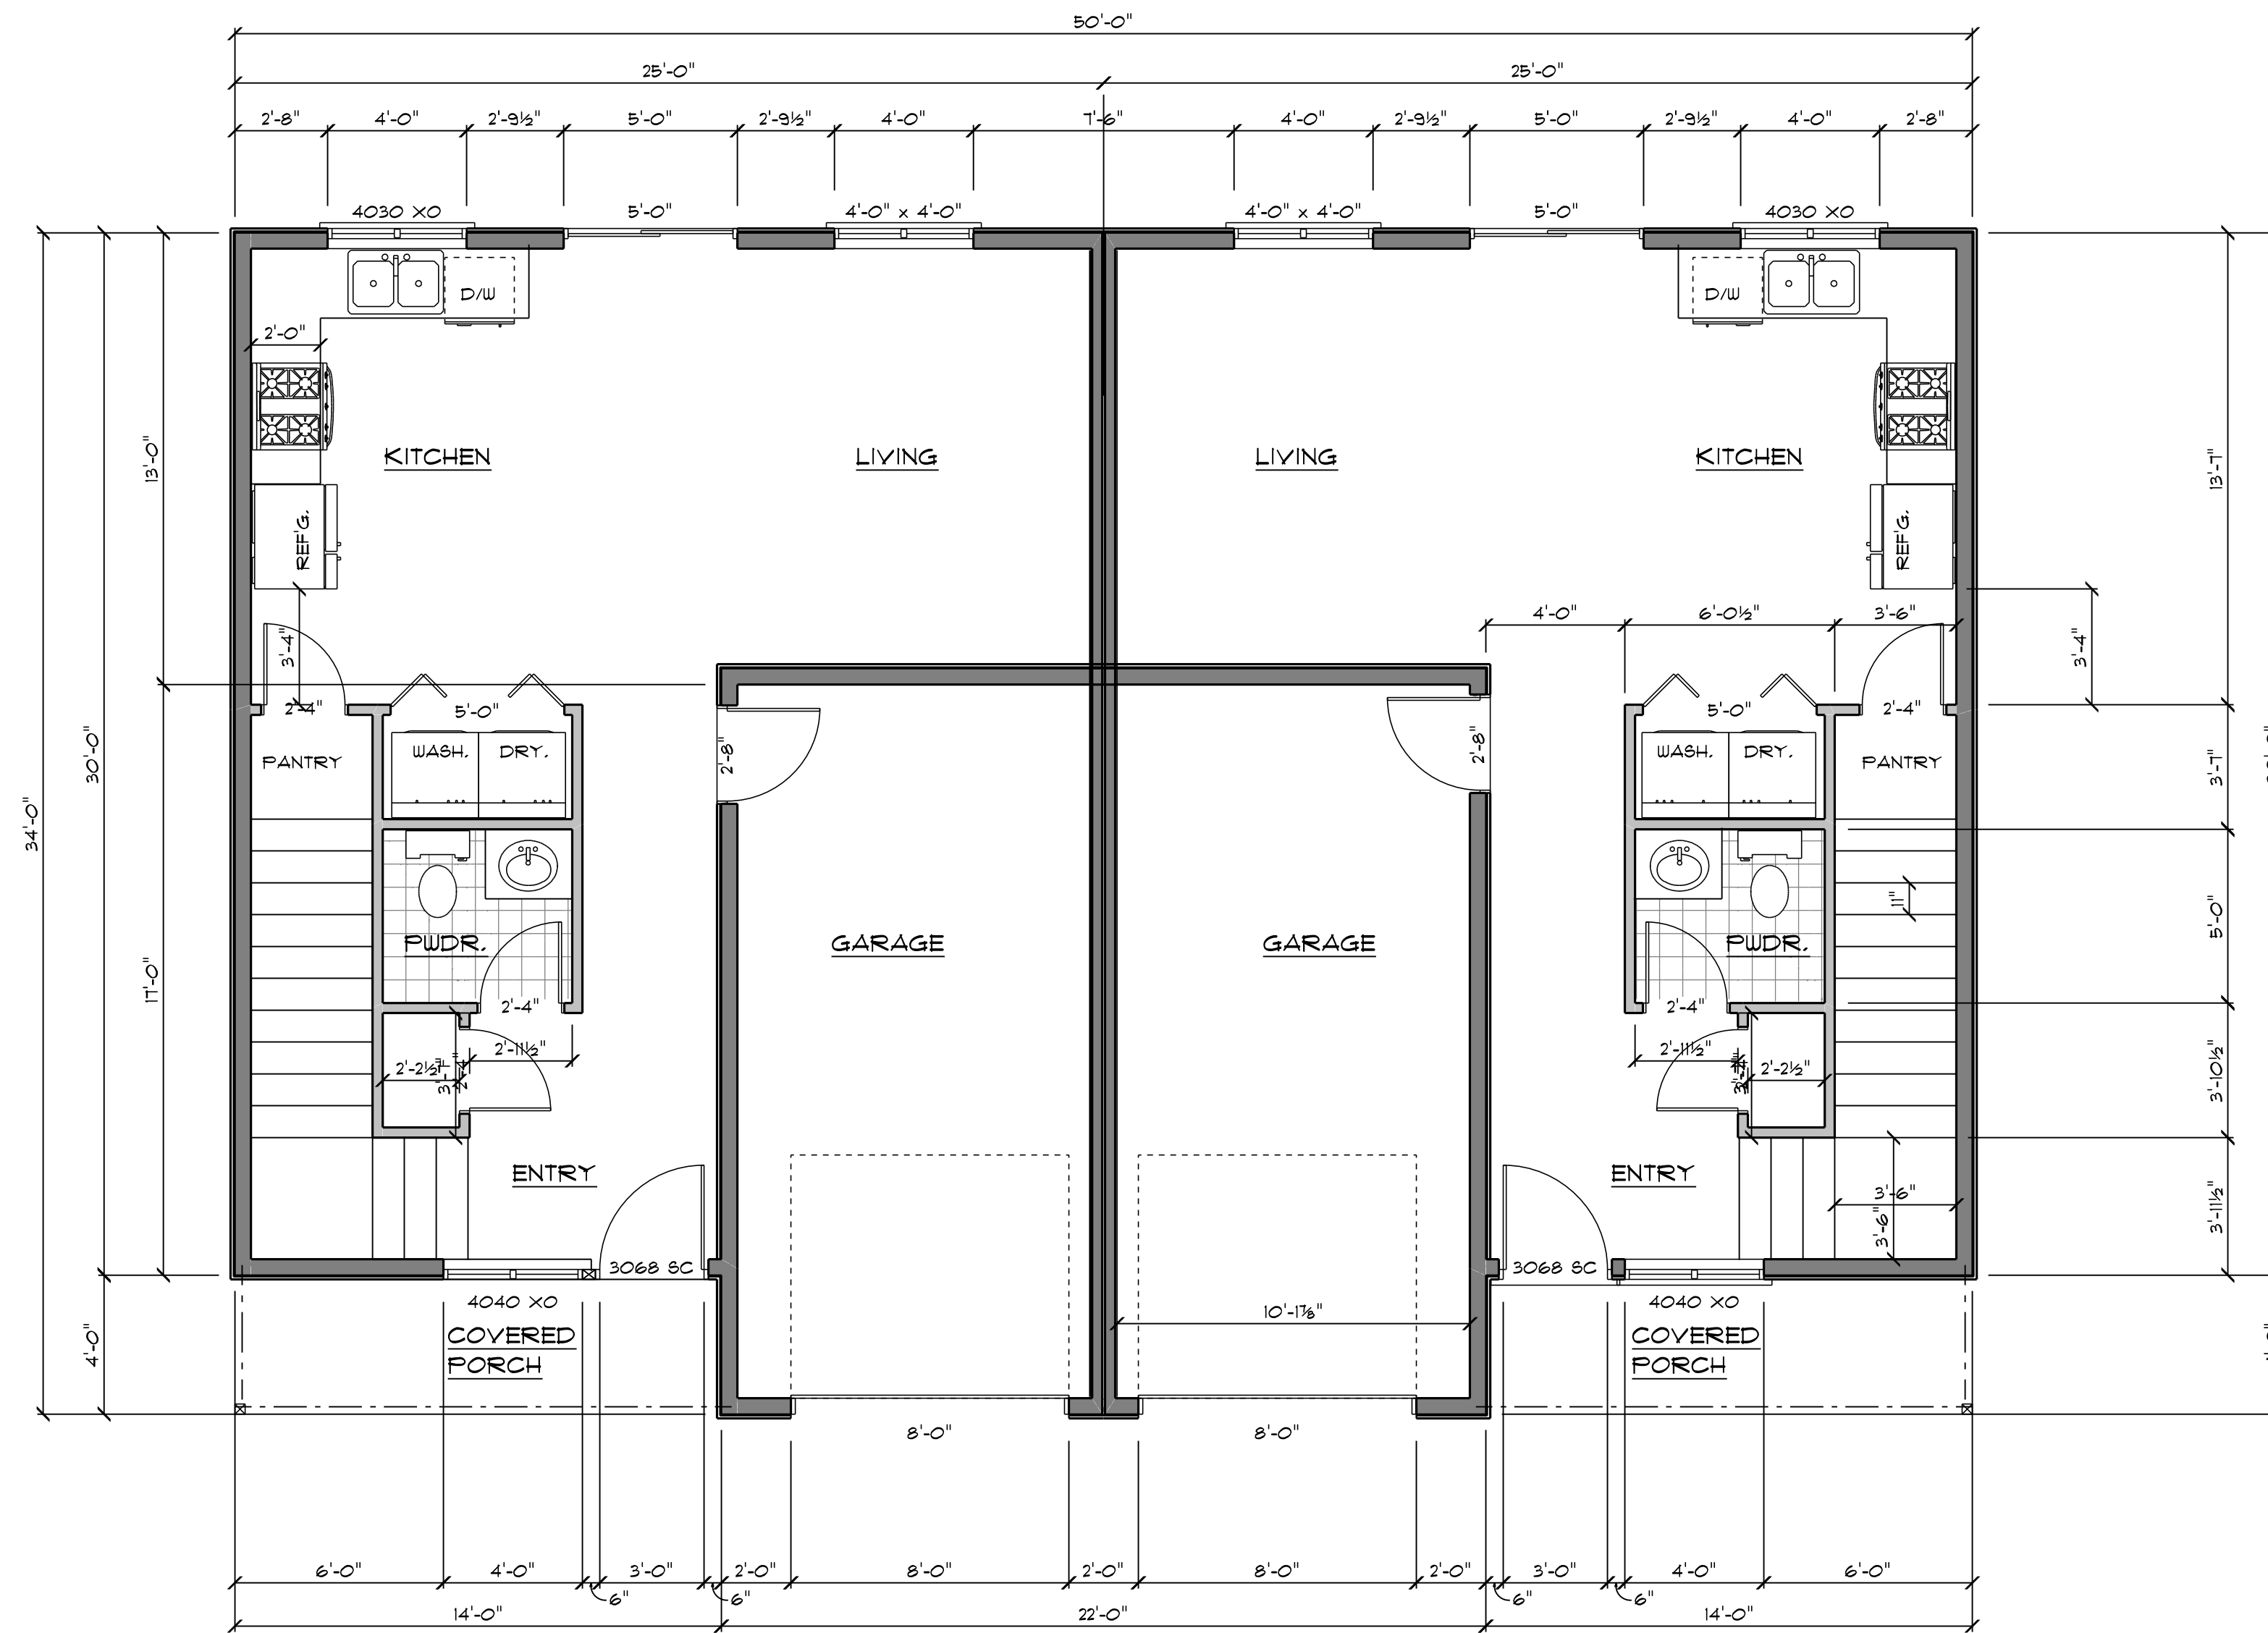 50'-0"
25'-0" 25'-0"
2'-8" 4'-0" 2'-9½" 5'-0" 2'-9½" 4'-0" 7'-6" 4'-0" 2'-9½" 5'-0" 2'-9½" 4'-0" 2'-8"
4030 XO 5'-0" 4'-0" x 4'-0" 4'-0" x 4'-0" 5'-0" 4030 XO
D/W D/W
2'-0"
13'-0" KITCHEN LIVING LIVING KITCHEN 13'-7"
REF'G. REF'G.
4'-0" 6'-0½" 3'-6"
3'-4" 3'-4"
2'-4" 5'-0" 5'-0" 2'-4"
30'-0" PANTRY WASH. DRY. 2'-8" 2'-8" WASH. DRY. PANTRY 3'-7"
34'-0"
11" 5'-0"
17'-0" PWDR. GARAGE GARAGE PWDR.
2'-4" 2'-4"
2'-11½" 2'-11½"
2'-2½" 3'-7" 2'-4" 2'-2½" 3'-10½"
ENTRY ENTRY
3'-6" 3'-6" 3'-11½"
3068 SC 3068 SC
4040 XO 4040 XO
10'-1⅞"
4'-0" COVERED COVERED
PORCH PORCH
8'-0" 8'-0"
6'-0" 4'-0" 3'-0" 2'-0" 8'-0" 2'-0" 8'-0" 2'-0" 3'-0" 4'-0" 6'-0"
6" 6" 6" 6"
14'-0" 22'-0" 14'-0"